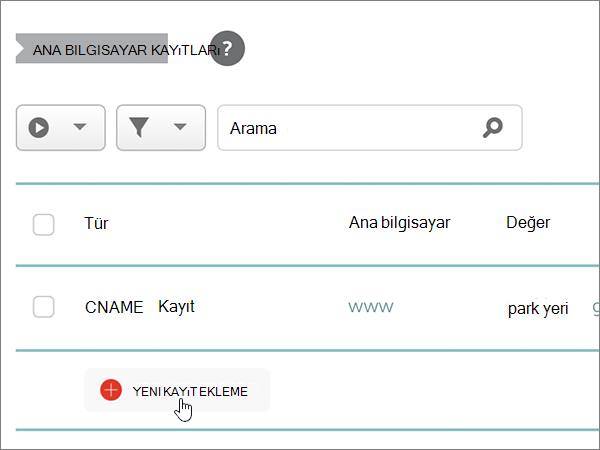 ANA BILGISAYAR KAYıTLARı ?
Arama
Tür Ana bilgisayar Değer
CNAME Kayıt www park yeri
YENI KAYıT EKLEME